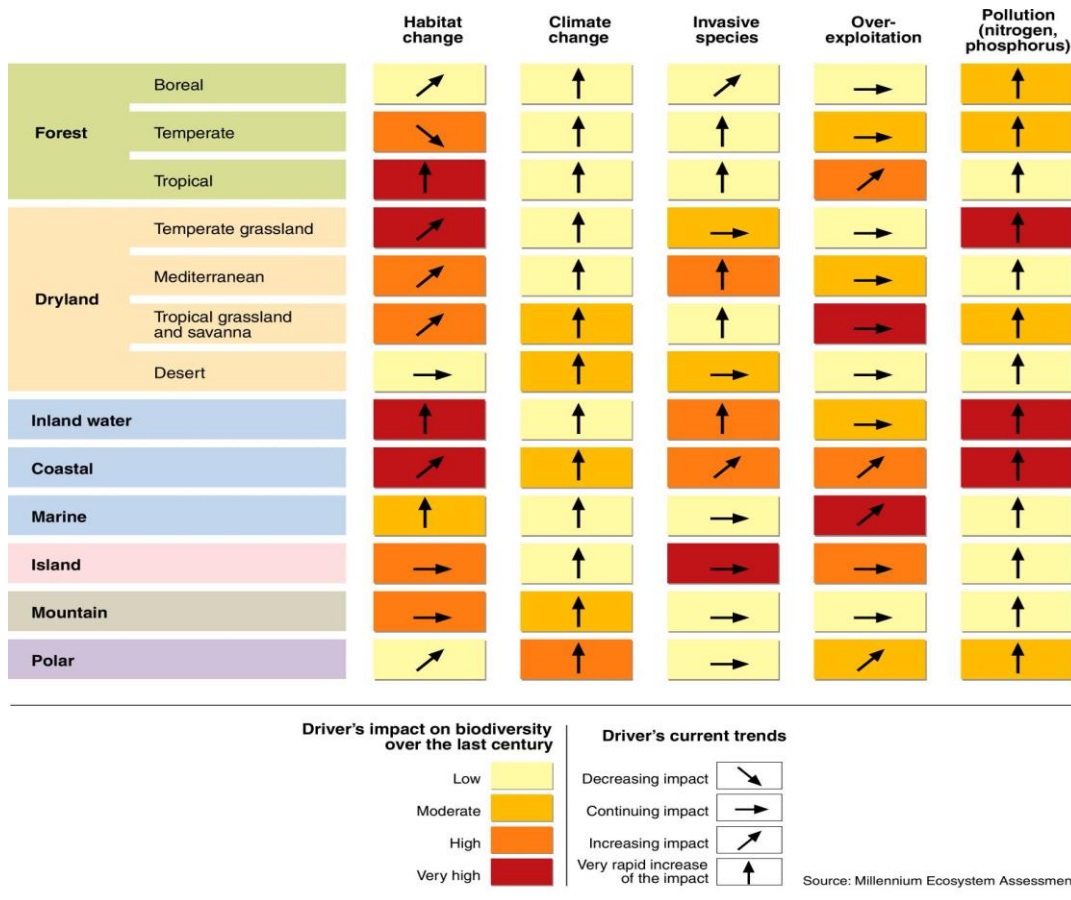 Habitat
change
Climate
change
Invasive
species
Over-
exploitation
Pollution
(nitrogen,
phosphorus)
Forest
Boreal
Temperate
Tropical
Dryland
Temperate grassland
Mediterranean
Tropical grassland
and savanna
Desert
Inland water
Coastal
Marine
Island
Mountain
Polar
Driver's impact on biodiversity
over the last century
Low
Moderate
High
Very high
Driver's current trends
Decreasing impact
Continuing impact
Increasing impact
Very rapid increase
of the impact
Source: Millennium Ecosystem Assessmen